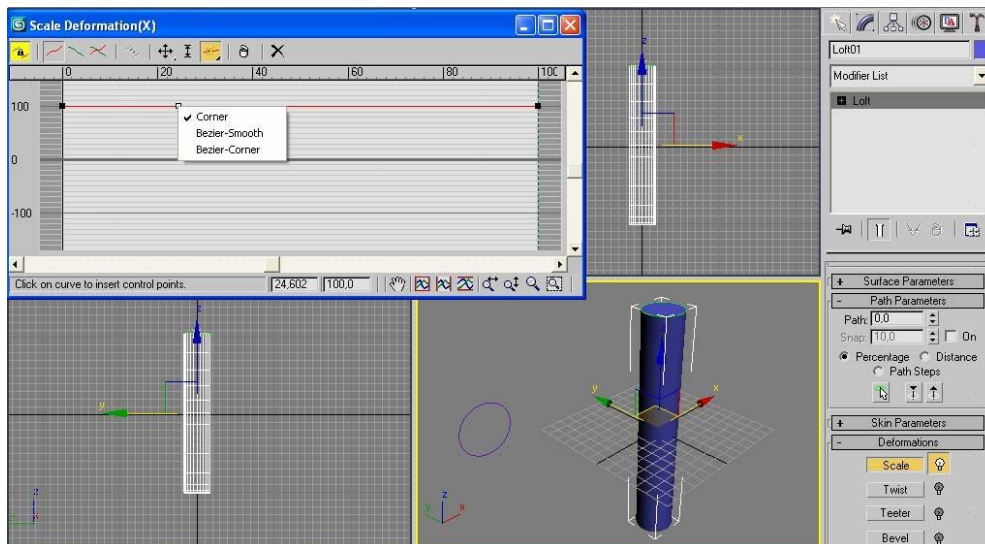 Scale Deformation(X)
0 20 40 60 80 100
100
0
-100
Corner
Bezier-Smooth
Bezier-Corner
Click on curve to insert control points. 24,602 100,0
z
x
z
y
y x
z
y x
Loft01
Modifier List
Loft
+ Surface Parameters
- Path Parameters
Path: 0,0
Snap: 10,0 On
Percentage Distance
Path Steps
+ Skin Parameters
- Deformations
Scale
Twist
Teeter
Bevel